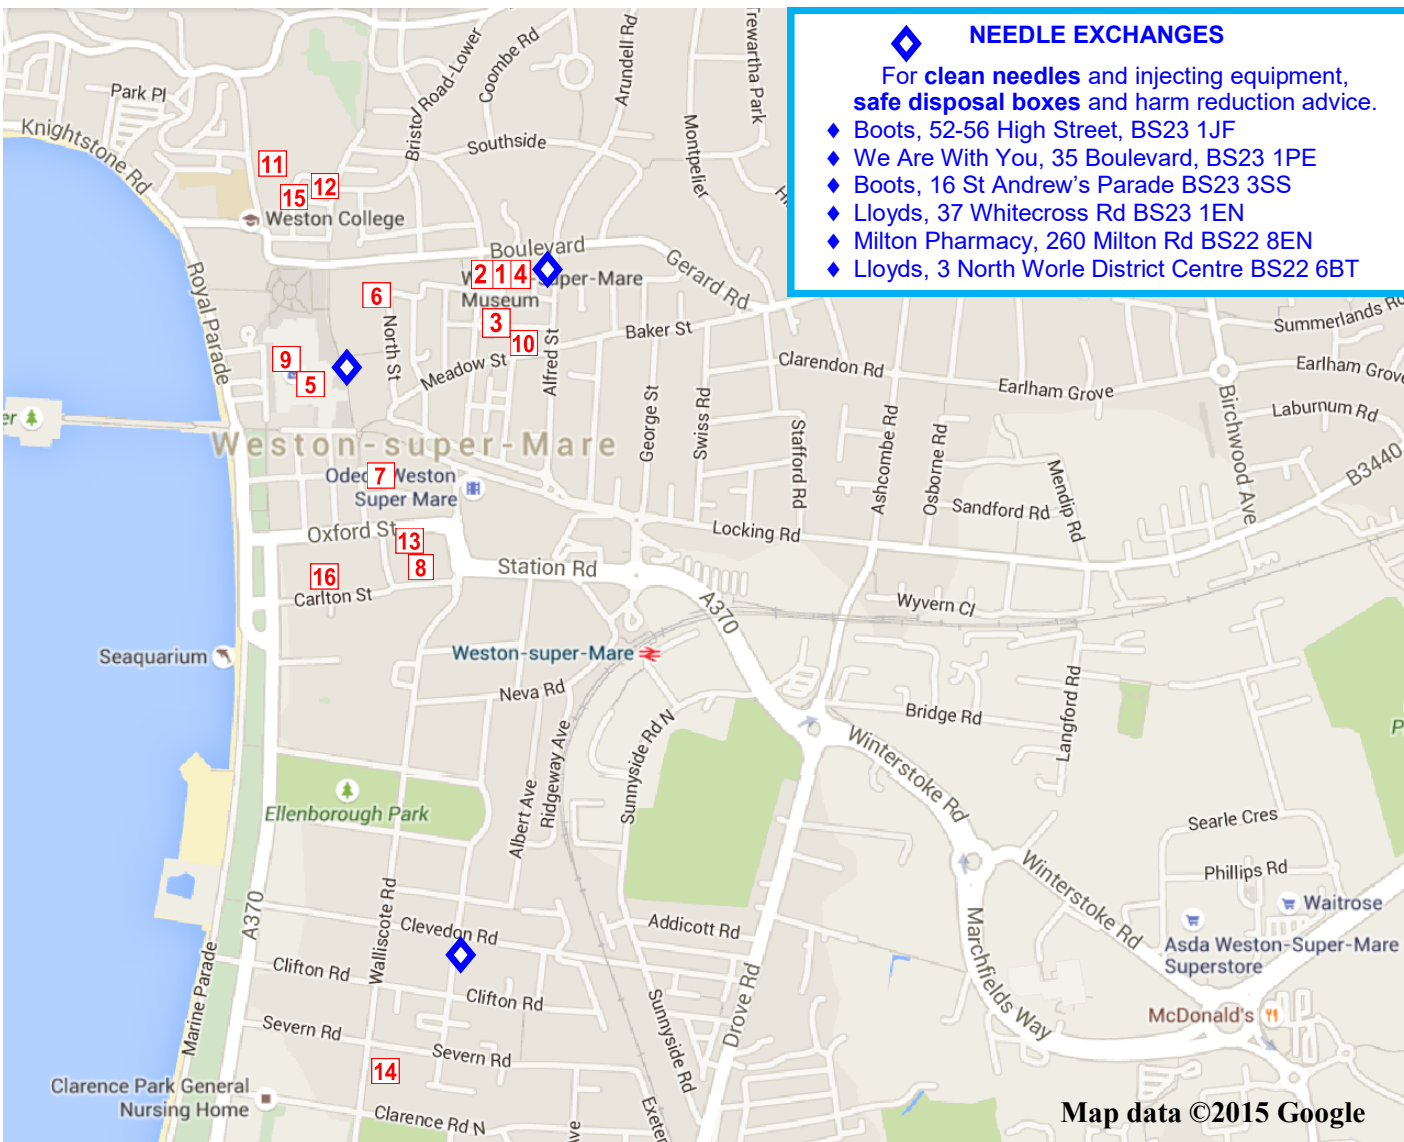 NEEDLE EXCHANGES
For clean needles and injecting equipment,
safe disposal boxes and harm reduction advice.
♦ Boots, 52-56 High Street, BS23 1JF
♦ We Are With You, 35 Boulevard, BS23 1PE
♦ Boots, 16 St Andrew's Parade BS23 3SS
♦ Lloyds, 37 Whitecross Rd BS23 1EN
♦ Milton Pharmacy, 260 Milton Rd BS22 8EN
♦ Lloyds, 3 North Worle District Centre BS22 6BT
Park Pl
Knightstone Rd
Bristol Road-Lower
Coombe Rd
Arundell Rd
Trewartha Park
Southside
Montpelier
11
12
15
Weston College
Boulevard
Gerard Rd
Royal Parade
2
1
4
super-Mare
Museum
6
3
10
North St
Meadow St
Alfred St
Baker St
9
5
Clarendon Rd
Earlham Grove
Summerlands Rd
Earlham Grove
Laburnum Rd
Birchwood Ave
B3440
George St
Swiss Rd
Stafford Rd
Ashcombe Rd
Osborne Rd
Mendip Rd
Sandford Rd
Weston-super-Mare
7
Weston
Super Mare
Oxford St
13
8
16
Carlton St
Station Rd
Locking Rd
A370
Wyvern Cl
Seaquarium
Weston-super-Mare
Neva Rd
Bridge Rd
Langford Rd
Sunnyside Rd N
Ridgeway Ave
Albert Ave
Winterstoke Rd
Ellenborough Park
Searle Cres
Phillips Rd
Winterstoke Rd
Waitrose
Asda Weston-Super-Mare
Superstore
McDonald's
Marchfields Way
A370
Walliscote Rd
Clevedon Rd
Addicott Rd
Clifton Rd
Clifton Rd
Marine Parade
Drove Rd
Severn Rd
Severn Rd
Sunnyside Rd
14
Clarence Park General
Nursing Home
Clarence Rd N
Exeter
Map data ©2015 Google